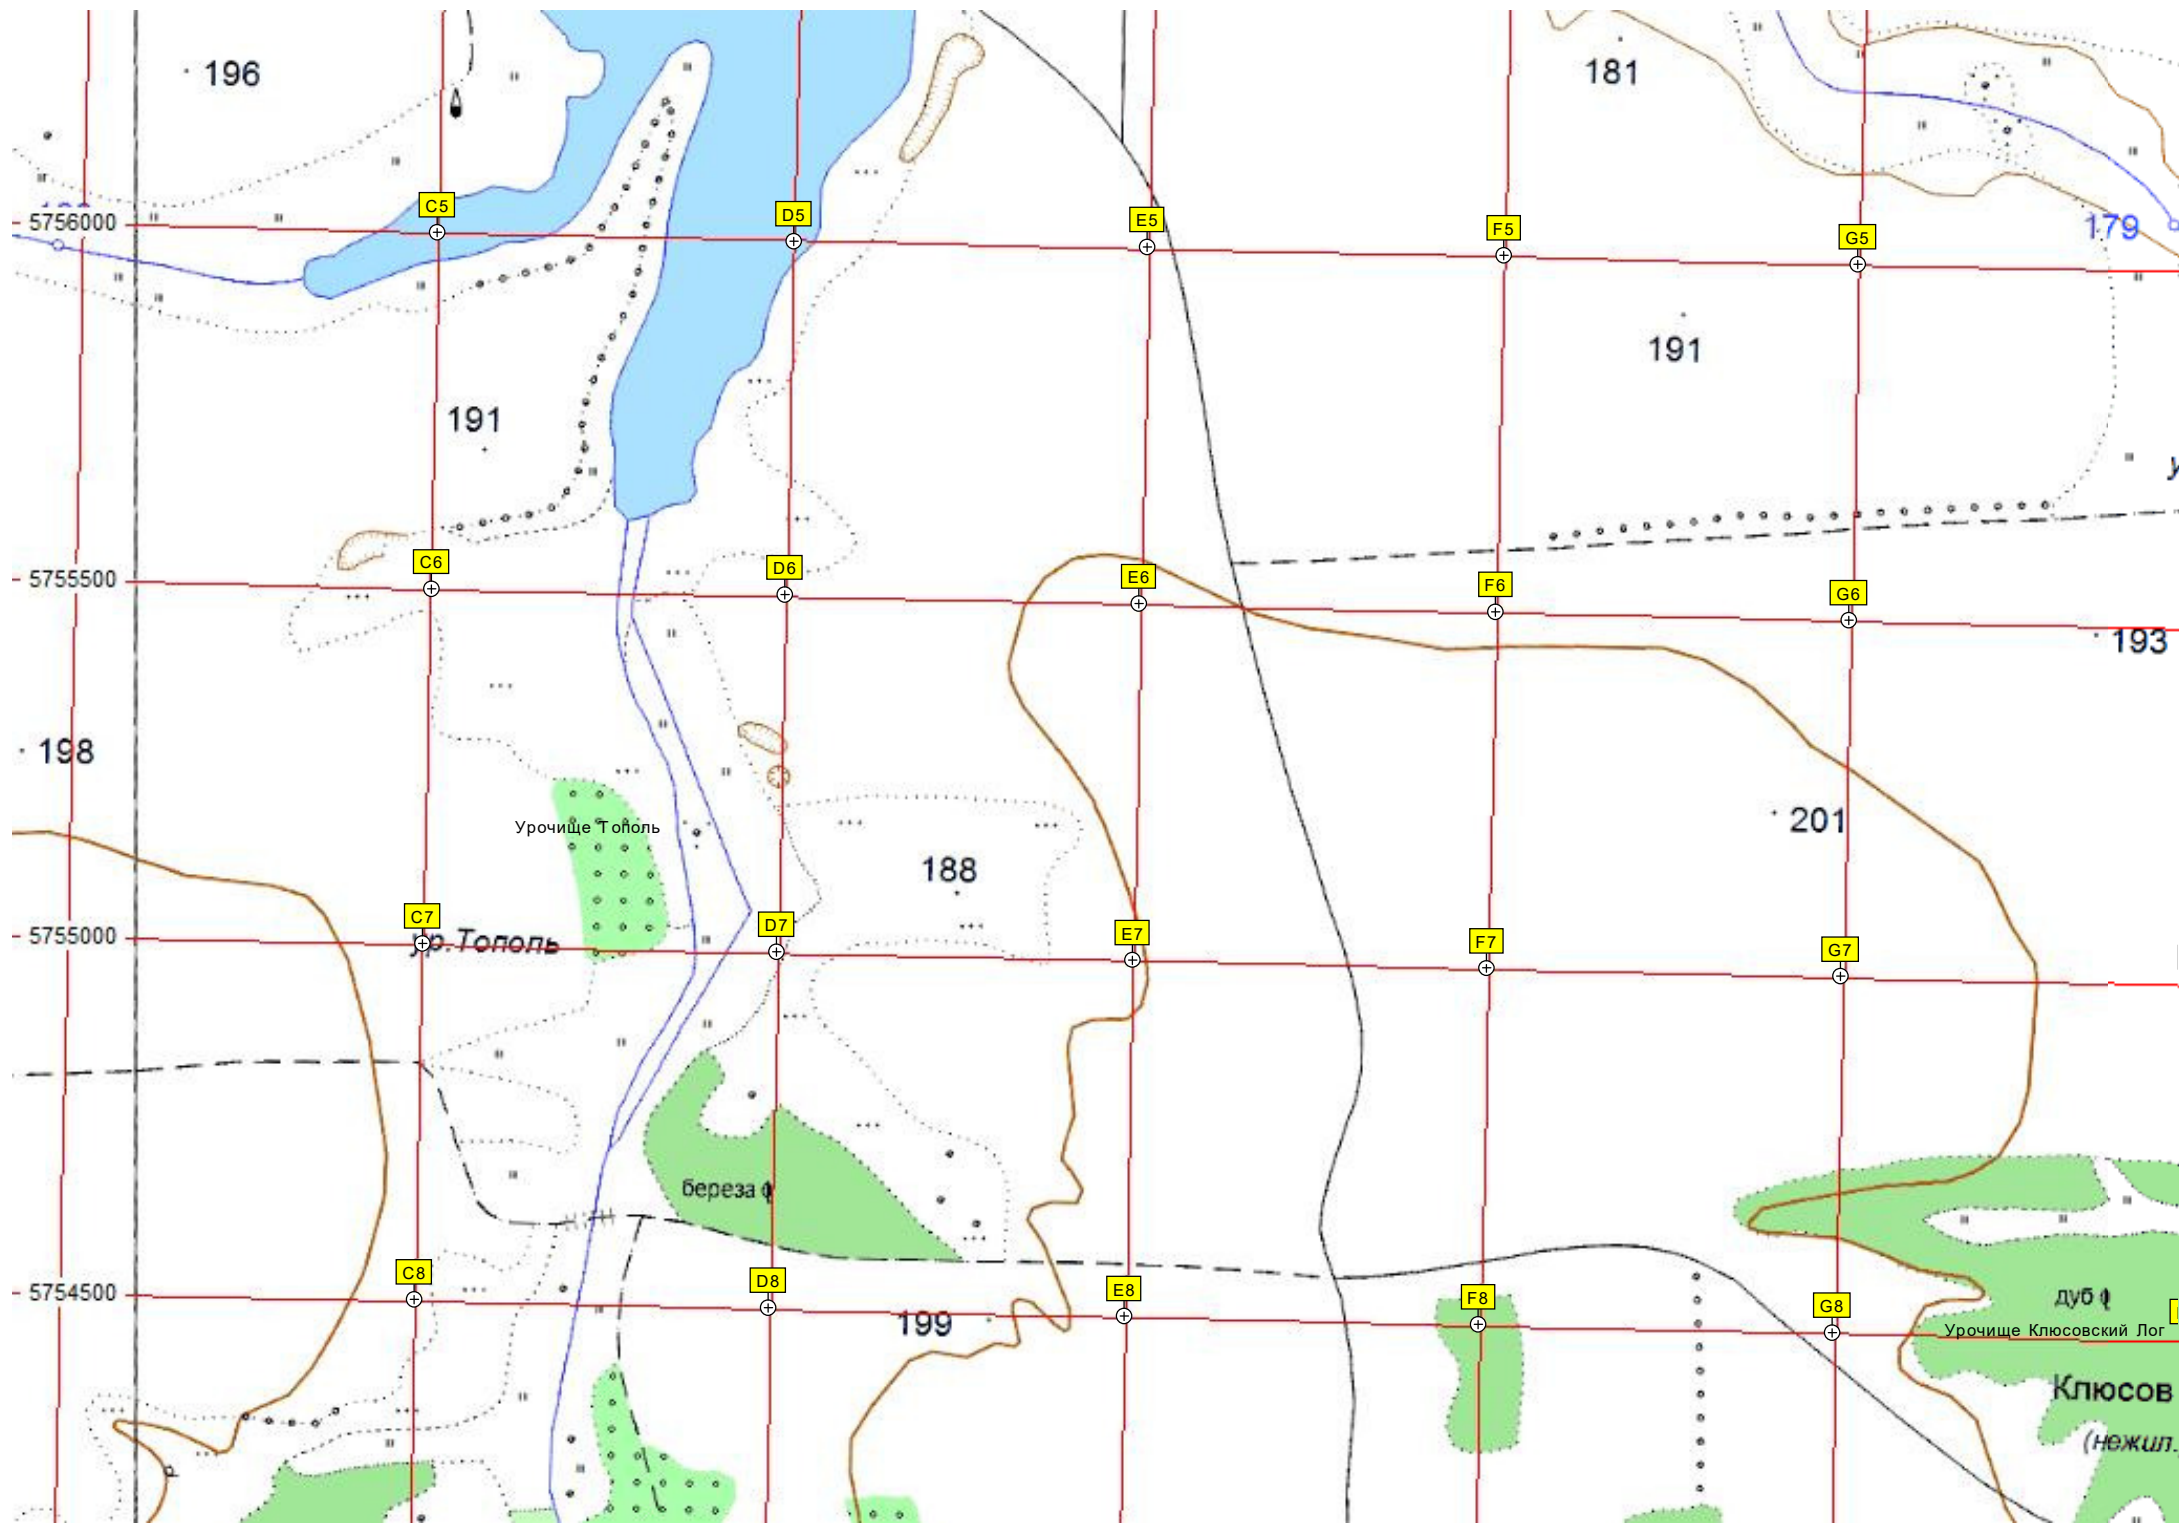 196
181
C5
D5
E5
F5
G5
5756000
179
191
191
C6
D6
E6
F6
G6
5755500
193
198
201
Урочище Тополь
188
C7
D7
E7
F7
G7
5755000
ур.Тополь
береза
C8
D8
E8
F8
G8
5754500
199
дуб
Урочище Клюсовский Лог
Клюсов
(нежил.